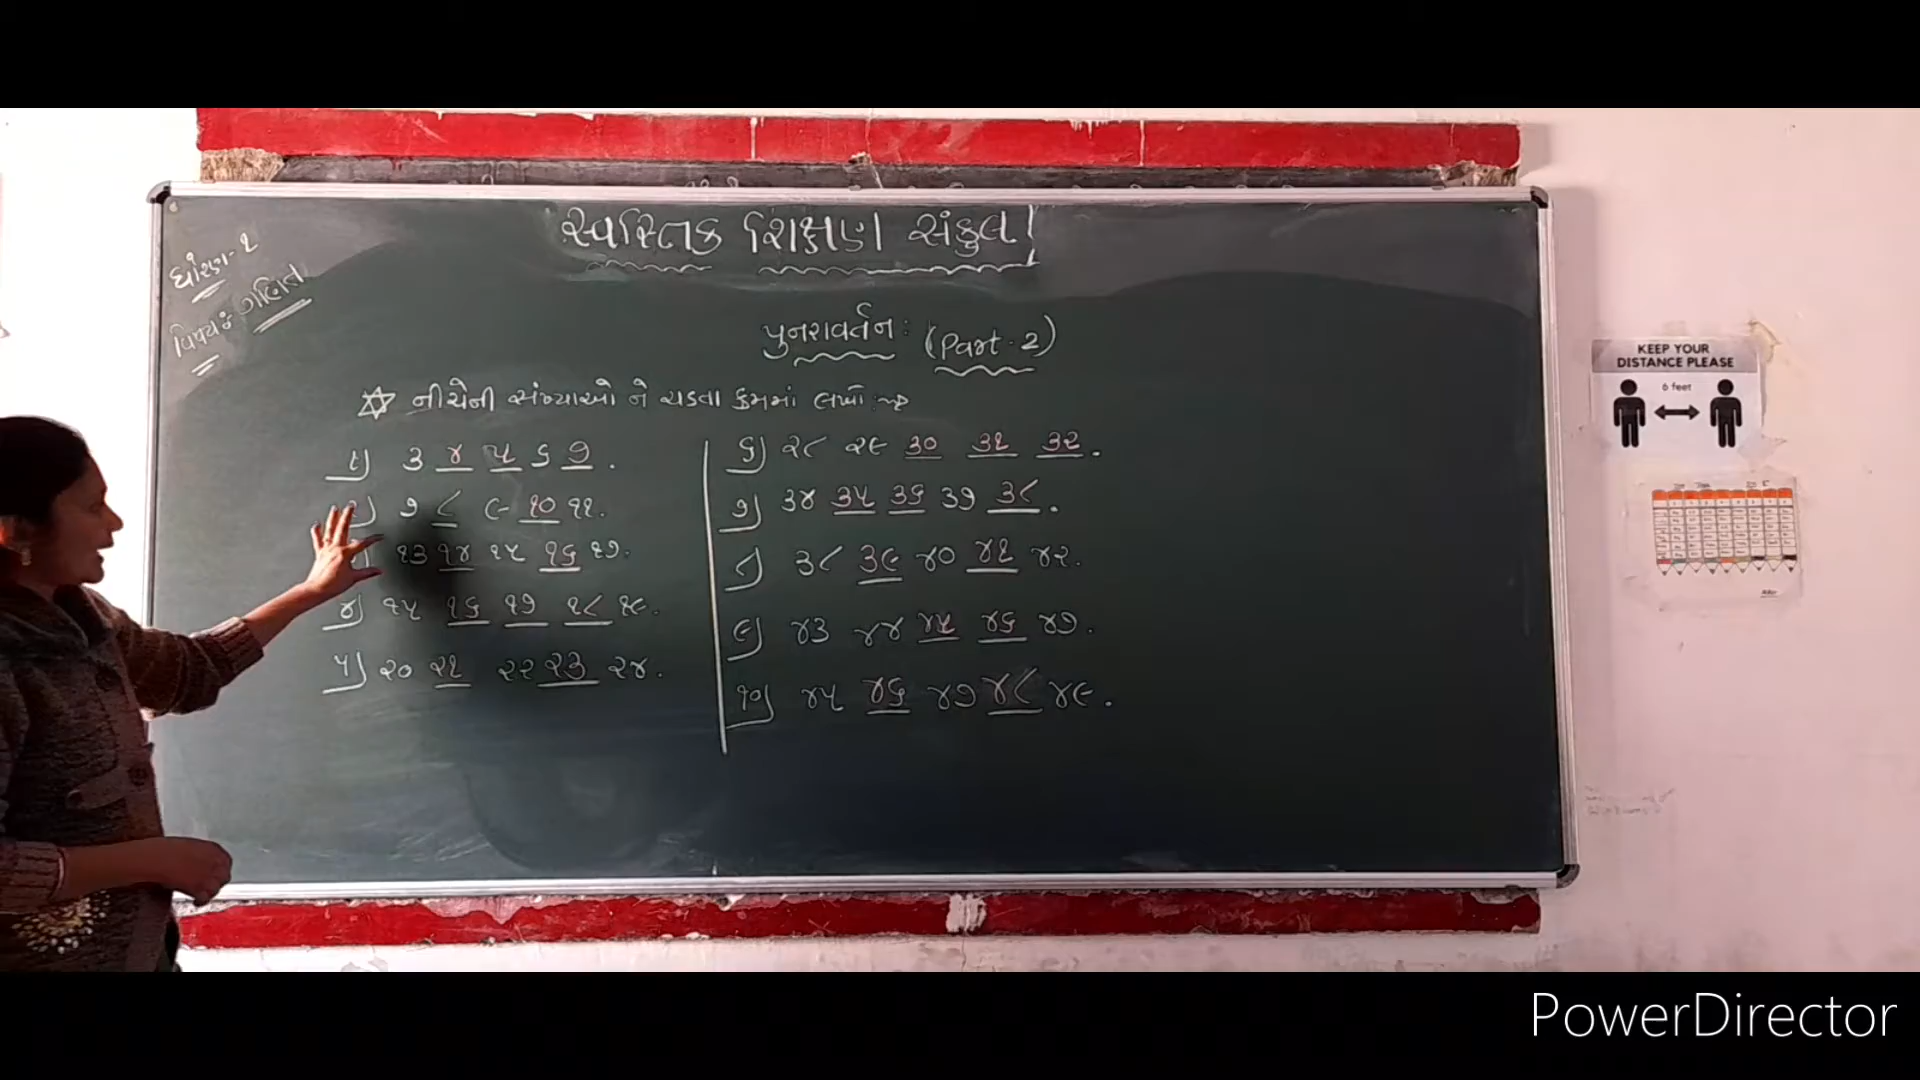 સ્વસ્તિક શિક્ષણ સંકુલ
ધોરણ-૧
વિષયઃ ગણિત
પુનરાવર્તન: (Part-2)
નીચેની સંખ્યાઓ ને ચડતા ક્રમમાં લખો:→
૧) ૩ ૪ ૫ ૬ ૭.
૨) ૭ ૮ ૯ ૧૦ ૧૧.
૧૩ ૧૪ ૧૫ ૧૬ ૧૭.
૪) ૧૫ ૧૬ ૧૭ ૧૮ ૧૯.
૫) ૨૦ ૨૧ ૨૨ ૨૩ ૨૪.
૬) ૨૮ ૨૯ ૩૦ ૩૧ ૩૨.
૭) ૩૪ ૩૫ ૩૬ ૩૭ ૩૮.
૮) ૩૮ ૩૯ ૪૦ ૪૧ ૪૨.
૯) ૪૩ ૪૪ ૪૫ ૪૬ ૪૭.
૧૦) ૪૫ ૪૬ ૪૭ ૪૮ ૪૯.
KEEP YOUR
DISTANCE PLEASE
6 feet
PowerDirector